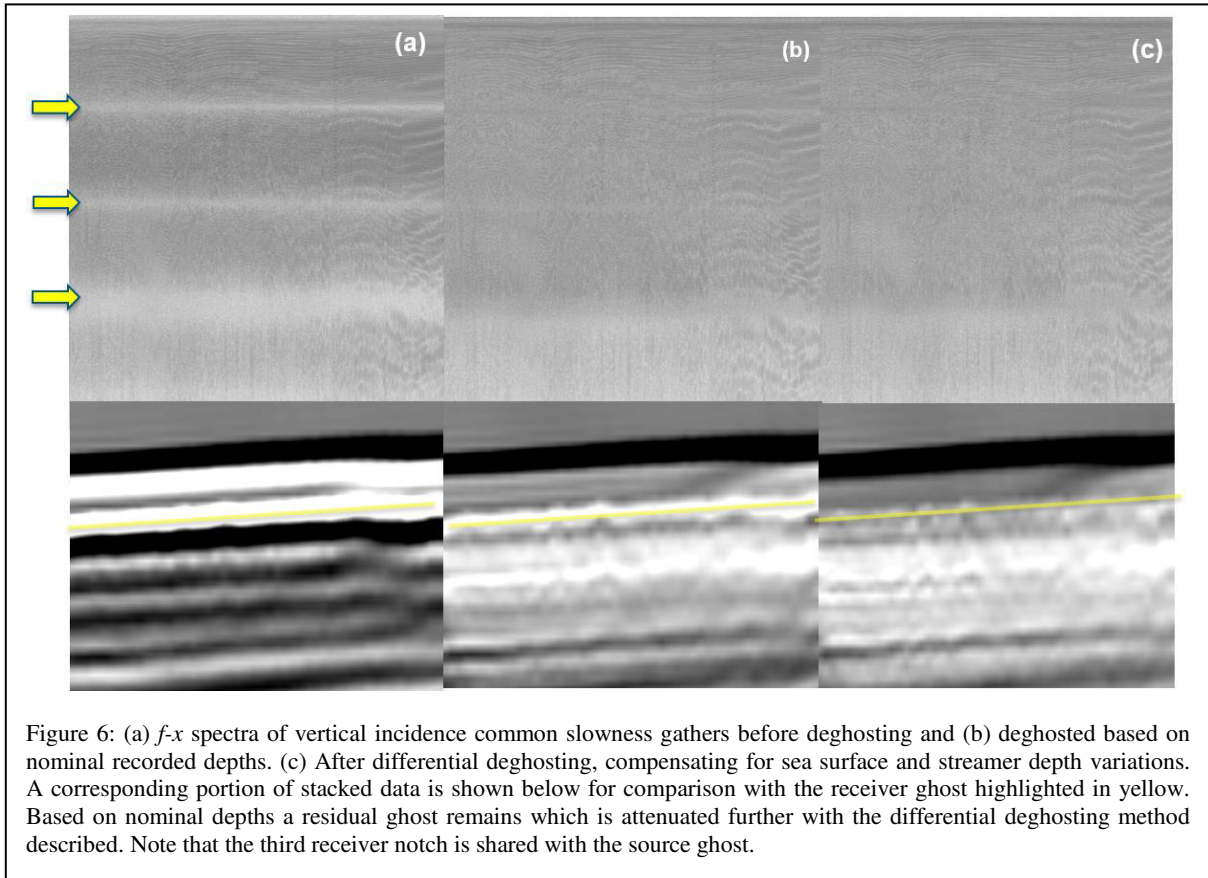 (a)
(b)
(c)
Figure 6: (a) f-x spectra of vertical incidence common slowness gathers before deghosting and (b) deghosted based on
nominal recorded depths. (c) After differential deghosting, compensating for sea surface and streamer depth variations.
A corresponding portion of stacked data is shown below for comparison with the receiver ghost highlighted in yellow.
Based on nominal depths a residual ghost remains which is attenuated further with the differential deghosting method
described. Note that the third receiver notch is shared with the source ghost.